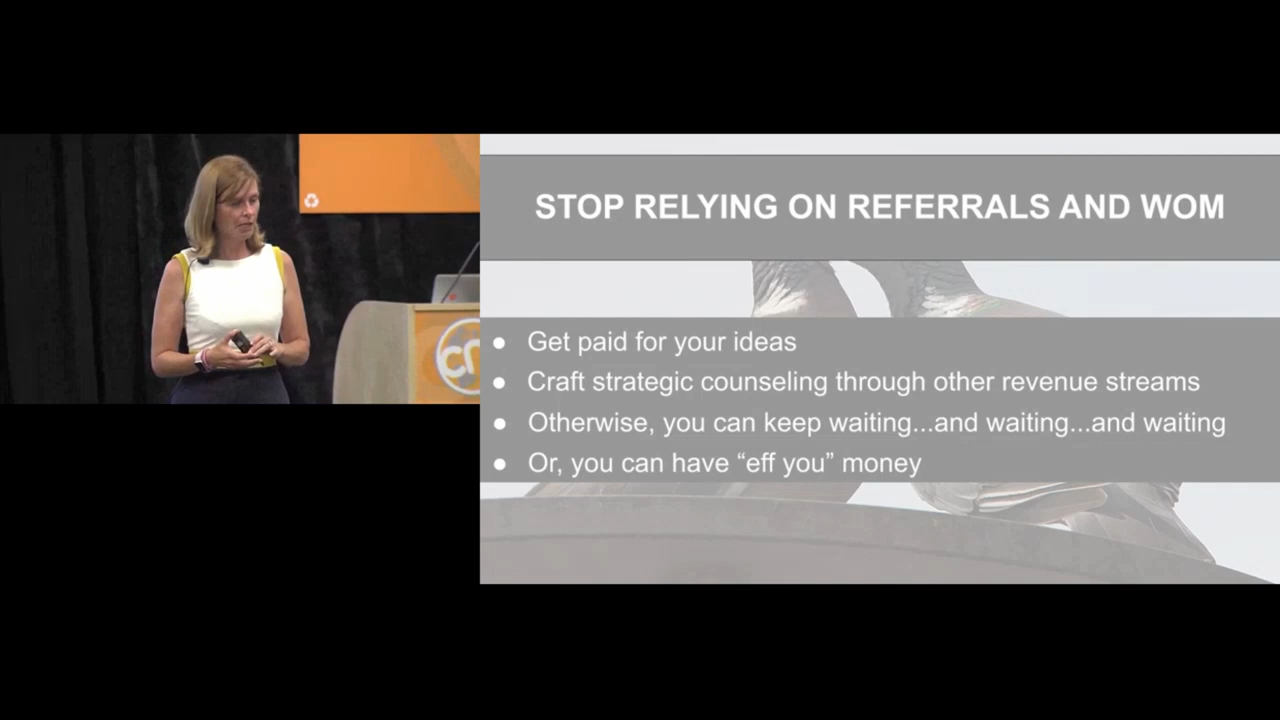 STOP RELYING ON REFERRALS AND WOM
● Get paid for your ideas
● Craft strategic counseling through other revenue streams
● Otherwise, you can keep waiting...and waiting...and waiting
● Or, you can have “eff you” money